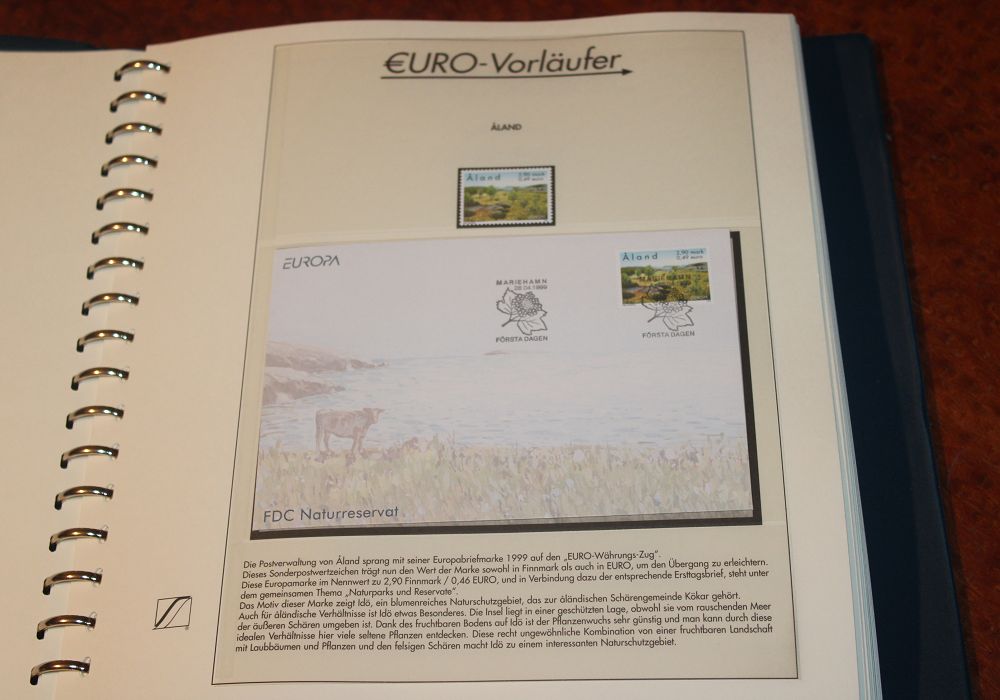 €URO-Vorläufer
ÅLAND
Åland 2,90 mark
0,49 euro
EUROPA
Åland 2,90 mark
0,49 euro
MARIEHAMN
28.04.1999
FÖRSTA DAGEN
MARIEHAMN
FÖRSTA DAGEN
FDC Naturreservat
Die Postverwaltung von Åland sprang mit seiner Europabriefmarke 1999 auf den „EURO-Währungs-Zug".
Dieses Sonderpostwertzeichen trägt nun den Wert der Marke sowohl in Finnmark als auch in EURO, um den Übergang zu erleichtern.
Diese Europamarke im Nennwert zu 2,90 Finnmark / 0,46 EURO, und in Verbindung dazu der entsprechende Ersttagsbrief, steht unter
dem gemeinsamen Thema „Naturparks und Reservate".
Das Motiv dieser Marke zeigt Idö, ein blumenreiches Naturschutzgebiet, das zur åländischen Schärengemeinde Kökar gehört.
Auch für åländische Verhältnisse ist Idö etwas Besonderes. Die Insel liegt in einer geschützten Lage, obwohl sie vom rauschenden Meer
der äußeren Schären umgeben ist. Dank des fruchtbaren Bodens auf Idö ist der Pflanzenwuchs sehr günstig und man kann durch diese
idealen Verhältnisse hier viele seltene Pflanzen entdecken. Diese recht ungewöhnliche Kombination von einer fruchtbaren Landschaft
mit Laubbäumen und Pflanzen und den felsigen Schären macht Idö zu einem interessanten Naturschutzgebiet.